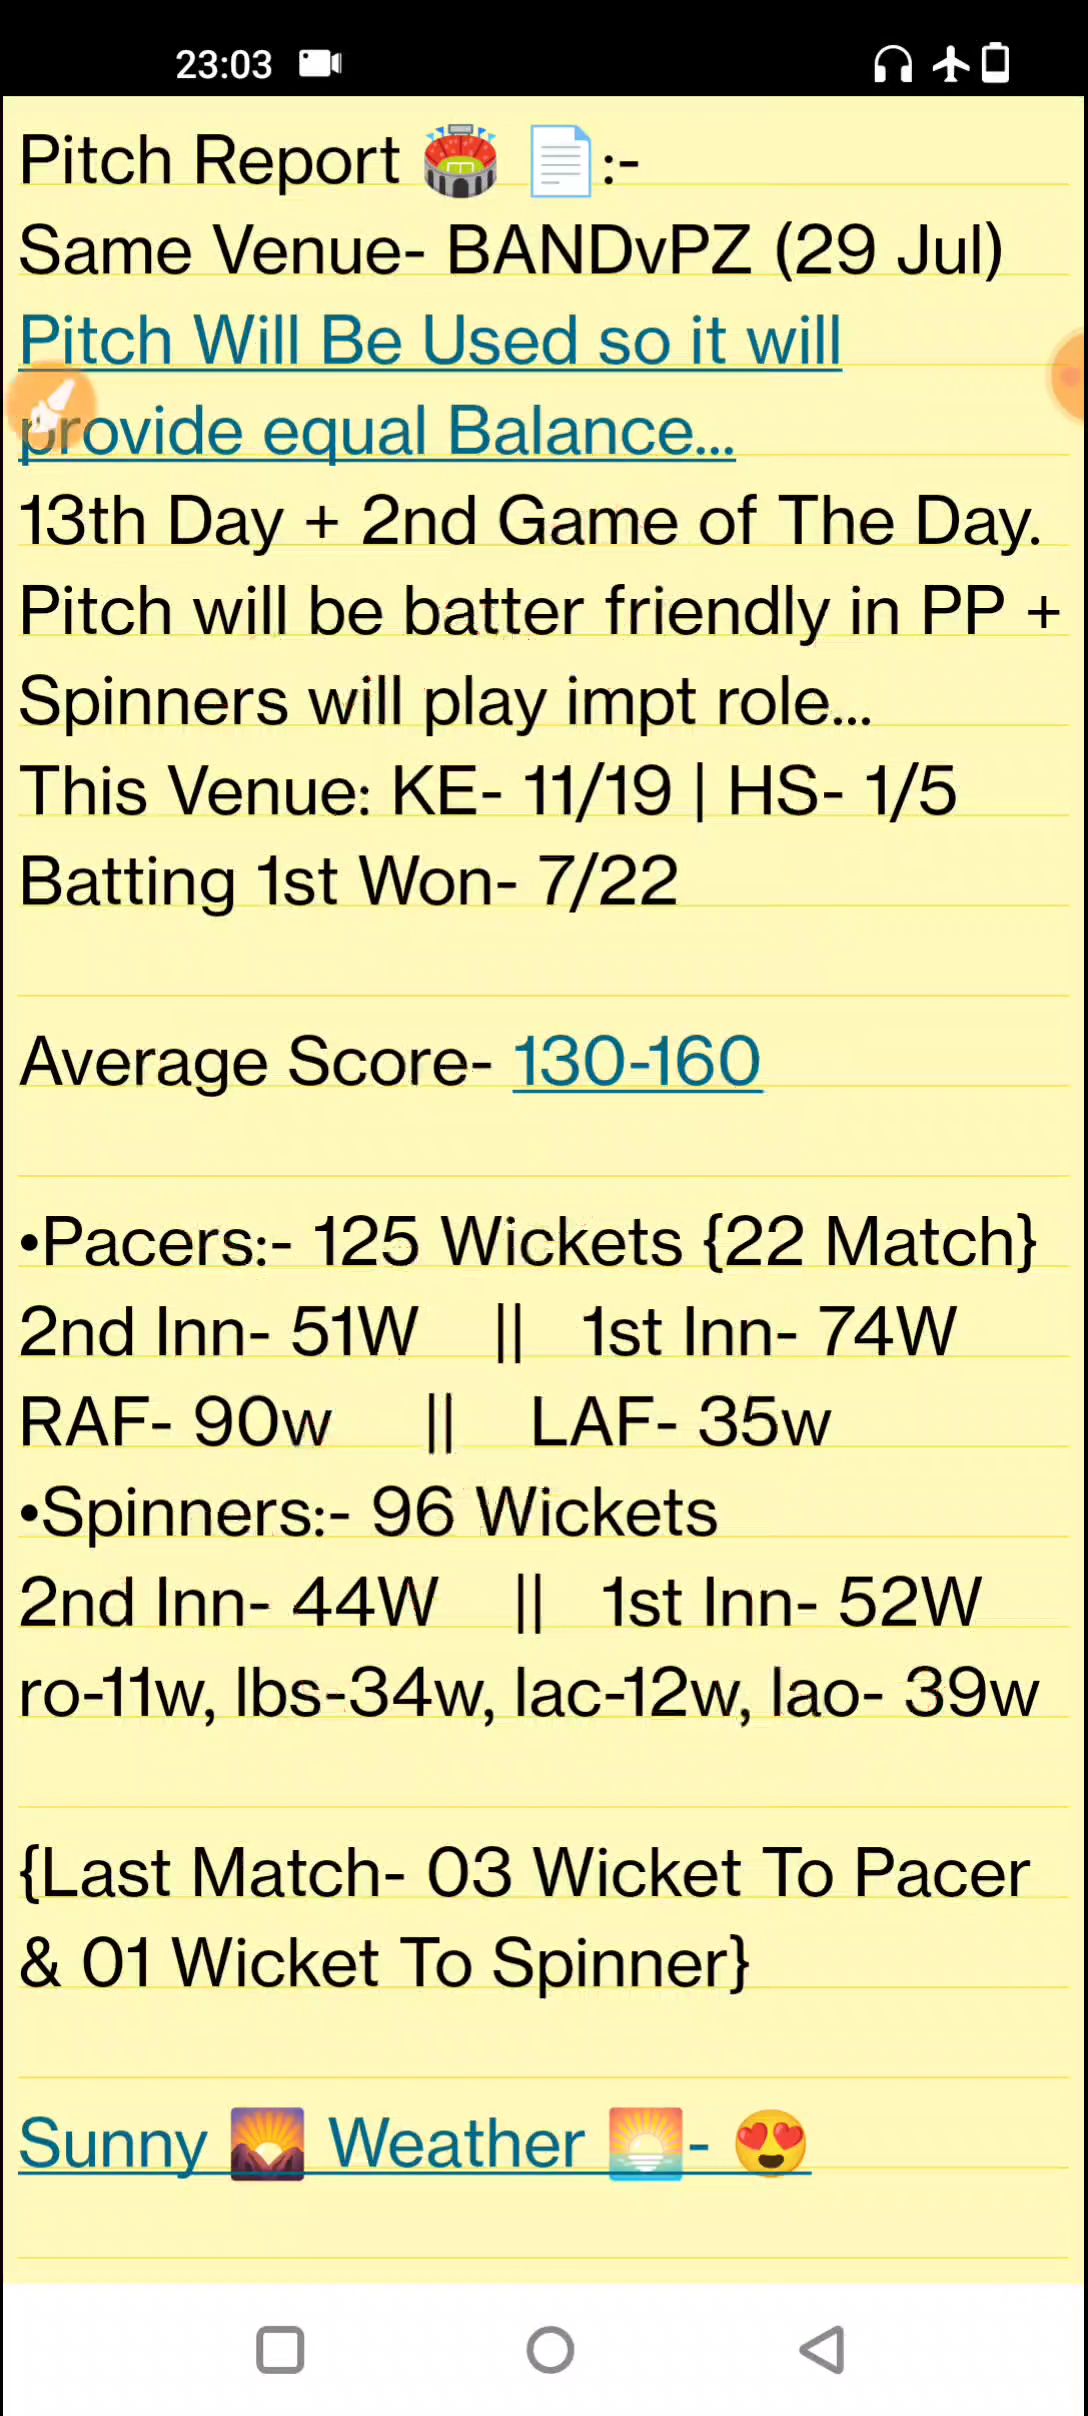 23:03
Pitch Report 🏟️ 📄:-
Same Venue- BANDvPZ (29 Jul)
Pitch Will Be Used so it will
provide equal Balance...
13th Day + 2nd Game of The Day.
Pitch will be batter friendly in PP +
Spinners will play impt role...
This Venue: KE- 11/19 | HS- 1/5
Batting 1st Won- 7/22
Average Score- 130-160
•Pacers:- 125 Wickets {22 Match}
2nd Inn- 51W || 1st Inn- 74W
RAF- 90w || LAF- 35w
•Spinners:- 96 Wickets
2nd Inn- 44W || 1st Inn- 52W
ro-11w, lbs-34w, lac-12w, lao- 39w
{Last Match- 03 Wicket To Pacer
& 01 Wicket To Spinner}
Sunny 🌄 Weather 🌅- 😍